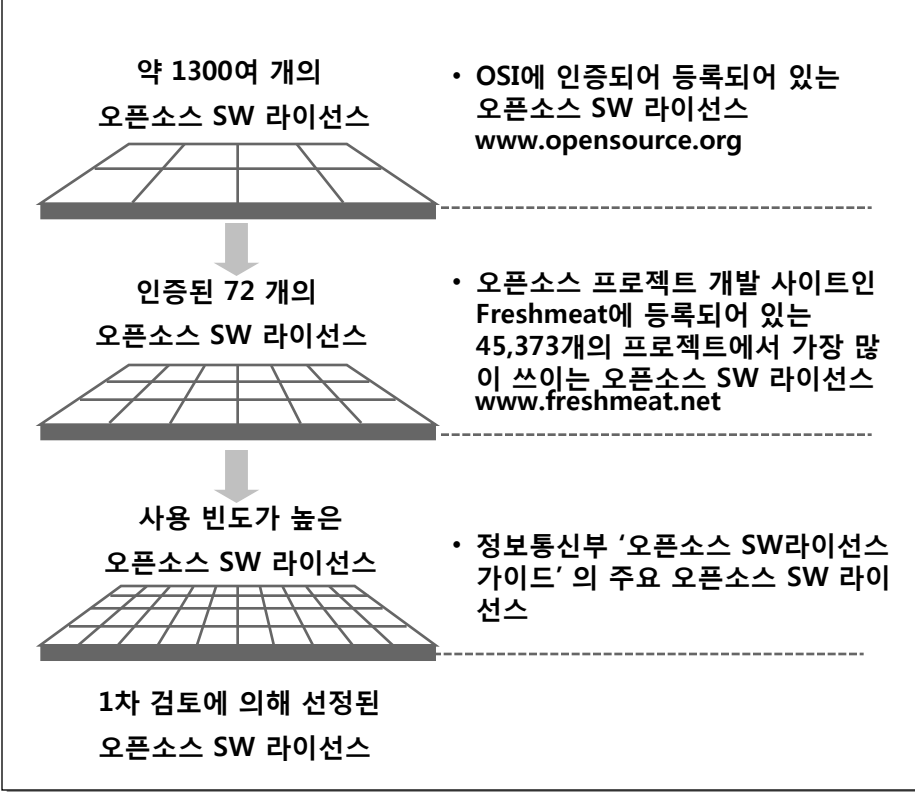 약 1300여 개의
오픈소스 SW 라이선스
• OSI에 인증되어 등록되어 있는
오픈소스 SW 라이선스
www.opensource.org
인증된 72 개의
오픈소스 SW 라이선스
• 오픈소스 프로젝트 개발 사이트인
Freshmeat에 등록되어 있는
45,373개의 프로젝트에서 가장 많
이 쓰이는 오픈소스 SW 라이선스
www.freshmeat.net
사용 빈도가 높은
오픈소스 SW 라이선스
• 정보통신부 ‘오픈소스 SW라이선스
가이드’ 의 주요 오픈소스 SW 라이
선스
1차 검토에 의해 선정된
오픈소스 SW 라이선스